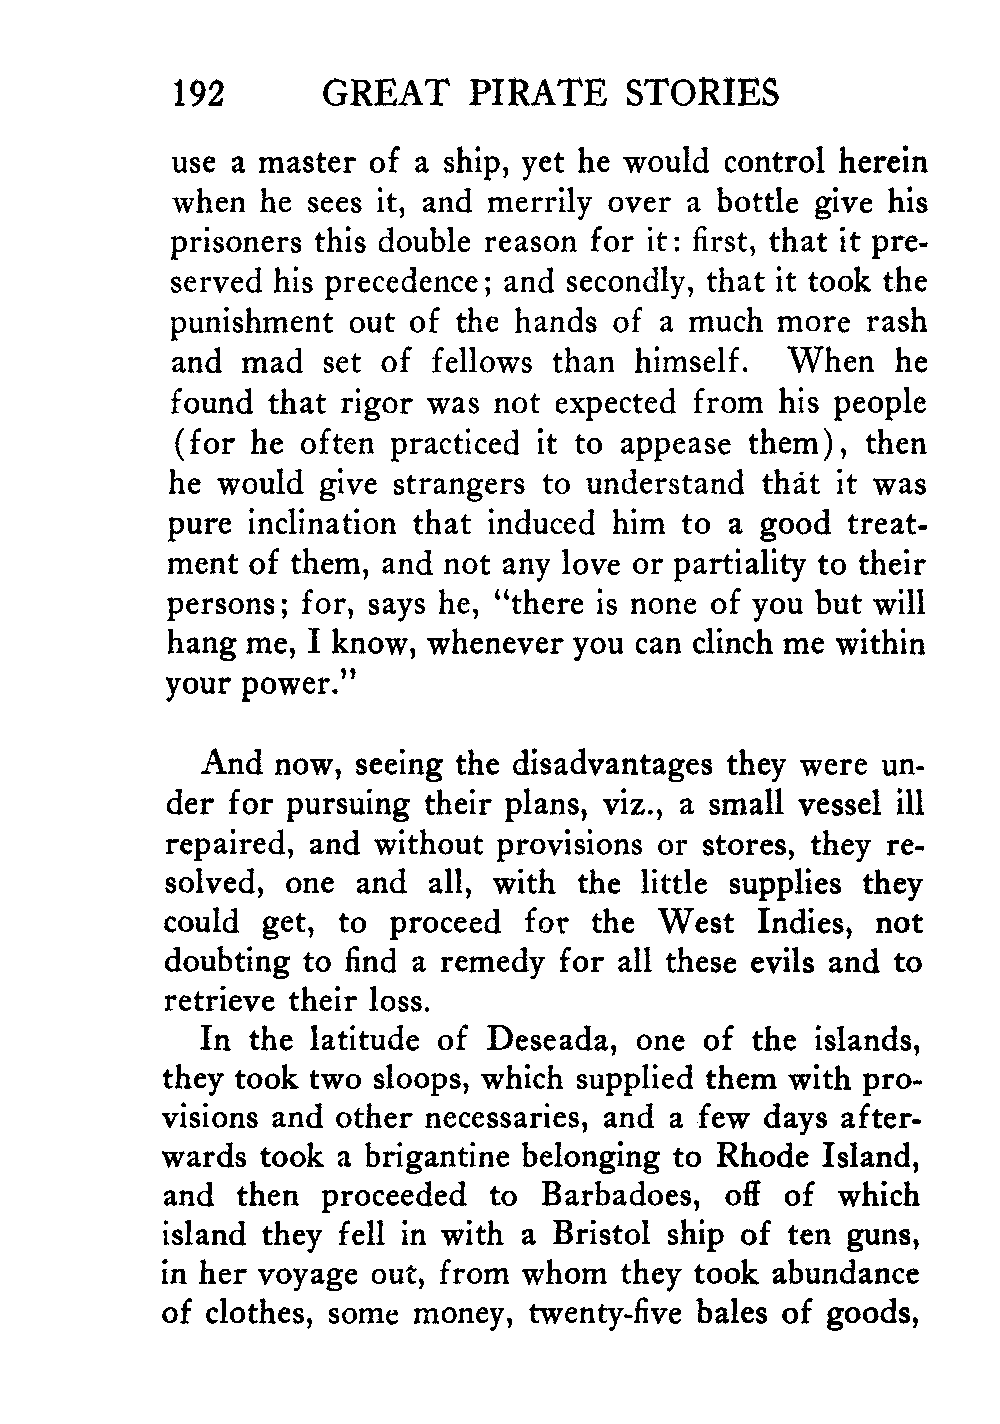 192 GREAT PIRATE STORIES
use a master of a ship, yet he would control herein
when he sees it, and merrily over a bottle give his
prisoners this double reason for it: first, that it pre-
served his precedence; and secondly, that it took the
punishment out of the hands of a much more rash
and mad set of fellows than himself. When he
found that rigor was not expected from his people
(for he often practiced it to appease them), then
he would give strangers to understand that it was
pure inclination that induced him to a good treat-
ment of them, and not any love or partiality to their
persons; for, says he, "there is none of you but will
hang me, I know, whenever you can clinch me within
your power."
And now, seeing the disadvantages they were un-
der for pursuing their plans, viz., a small vessel ill
repaired, and without provisions or stores, they re-
solved, one and all, with the little supplies they
could get, to proceed for the West Indies, not
doubting to find a remedy for all these evils and to
retrieve their loss.
In the latitude of Deseada, one of the islands,
they took two sloops, which supplied them with pro-
visions and other necessaries, and a few days after-
wards took a brigantine belonging to Rhode Island,
and then proceeded to Barbadoes, off of which
island they fell in with a Bristol ship of ten guns,
in her voyage out, from whom they took abundance
of clothes, some money, twenty-five bales of goods,